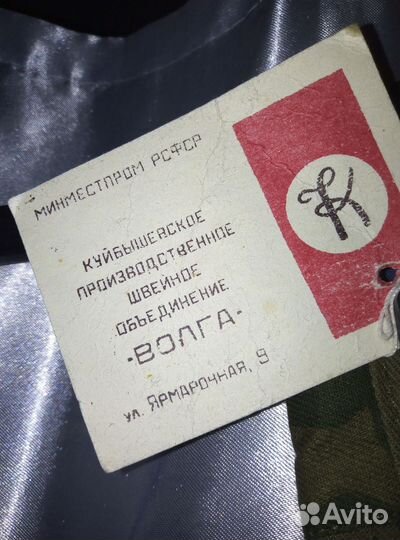 МИНМЕСТПРОМ РСФСР
КУЙБЫШЕВСКОЕ
ПРОИЗВОДСТВЕННОЕ
ШВЕЙНОЕ
ОБЪЕДИНЕНИЕ
-ВОЛГА-
ул. ЯРМАРОЧНАЯ, 9
Avito